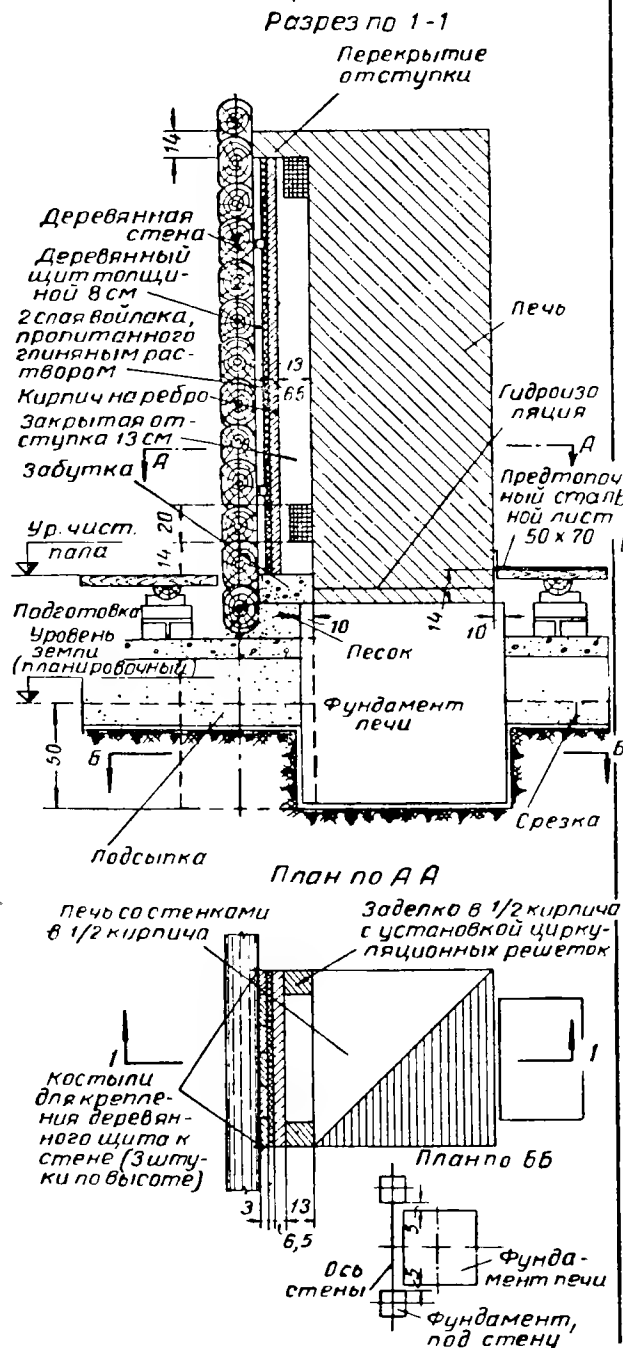 Разрез по 1-1
Перекрытие
отступки
14
Деревянная
стена
Деревянный
щит толщи-
ной 8 см
2 слоя войлока,
пропитанного
глиняным рас-
твором
Кирпич на ребро
Закрытая от-
ступка 13 см
Забутка
13
65
Печь
Гидроизо
ляция
А
А
Предтопоч
ный сталь
ной лист
50 х 70
Ур. чист.
пола
20
14
Подготовка
Уровень
земли
(планировочный)
10
Песок
14
10
Фундамент
печи
50
Б
Б
Подсыпка
Срезка
План по А А
Печь со стенками
в 1/2 кирпича
Заделка в 1/2 кирпича
с установкой цирку-
ляционных решеток
1
1
Костыли
для крепле-
ния деревян-
ного щита к
стене (3 шту-
ки по высоте)
3
13
6,5
План по ББ
5
5
Ось
стены
Фунда-
мент печи
Фундамент,
под стену